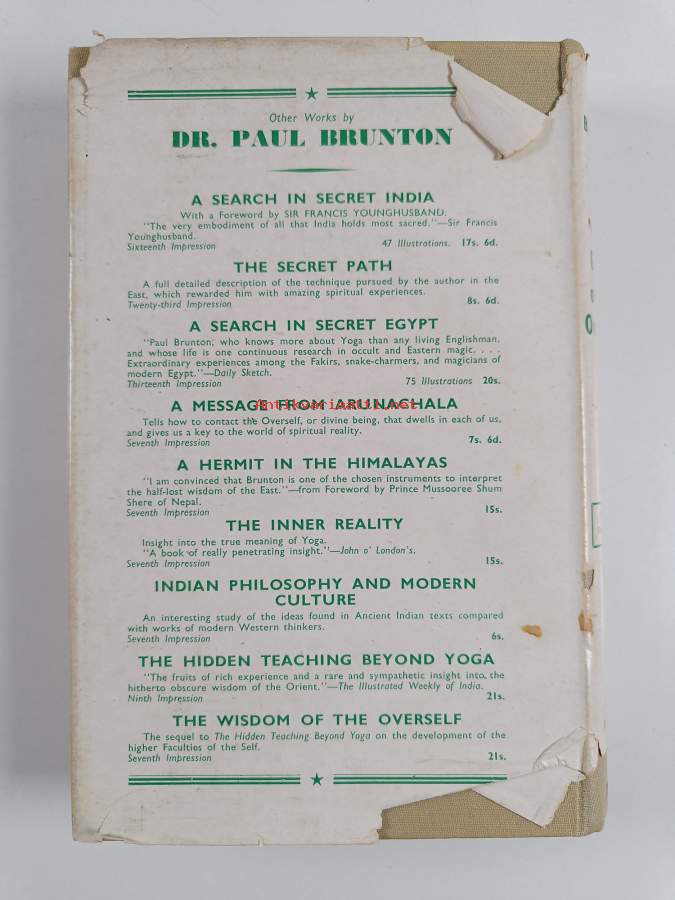 Other Works by
DR. PAUL BRUNTON
A SEARCH IN SECRET INDIA
With a Foreword by SIR FRANCIS YOUNGHUSBAND.
"The very embodiment of all that India holds most sacred."—Sir Francis
Younghusband.
Sixteenth Impression 47 Illustrations. 17s. 6d.
THE SECRET PATH
A full detailed description of the technique pursued by the author in the
East, which rewarded him with amazing spiritual experiences.
Twenty-third Impression 8s. 6d.
A SEARCH IN SECRET EGYPT
"Paul Brunton, who knows more about Yoga than any living Englishman,
and whose life is one continuous research in occult and Eastern magic. . . .
Extraordinary experiences among the Fakirs, snake-charmers, and magicians of
modern Egypt."—Daily Sketch.
Thirteenth Impression 75 Illustrations 20s.
A MESSAGE FROM ARUNACHALA
Antikvariaatti.net
Tells how to contact the Overself, or divine being, that dwells in each of us,
and gives us a key to the world of spiritual reality.
Seventh Impression 7s. 6d.
A HERMIT IN THE HIMALAYAS
"I am convinced that Brunton is one of the chosen instruments to interpret
the half-lost wisdom of the East."—from Foreword by Prince Mussooree Shum
Shere of Nepal.
Seventh Impression 15s.
THE INNER REALITY
Insight into the true meaning of Yoga.
"A book of really penetrating insight."—John o' London's.
Seventh Impression 15s.
INDIAN PHILOSOPHY AND MODERN
CULTURE
An interesting study of the ideas found in Ancient Indian texts compared
with works of modern Western thinkers.
Seventh Impression 6s.
THE HIDDEN TEACHING BEYOND YOGA
"The fruits of rich experience and a rare and sympathetic insight into the
hitherto obscure wisdom of the Orient."—The Illustrated Weekly of India.
Ninth Impression 21s.
THE WISDOM OF THE OVERSELF
The sequel to The Hidden Teaching Beyond Yoga on the development of the
higher Faculties of the Self.
Seventh Impression 21s.